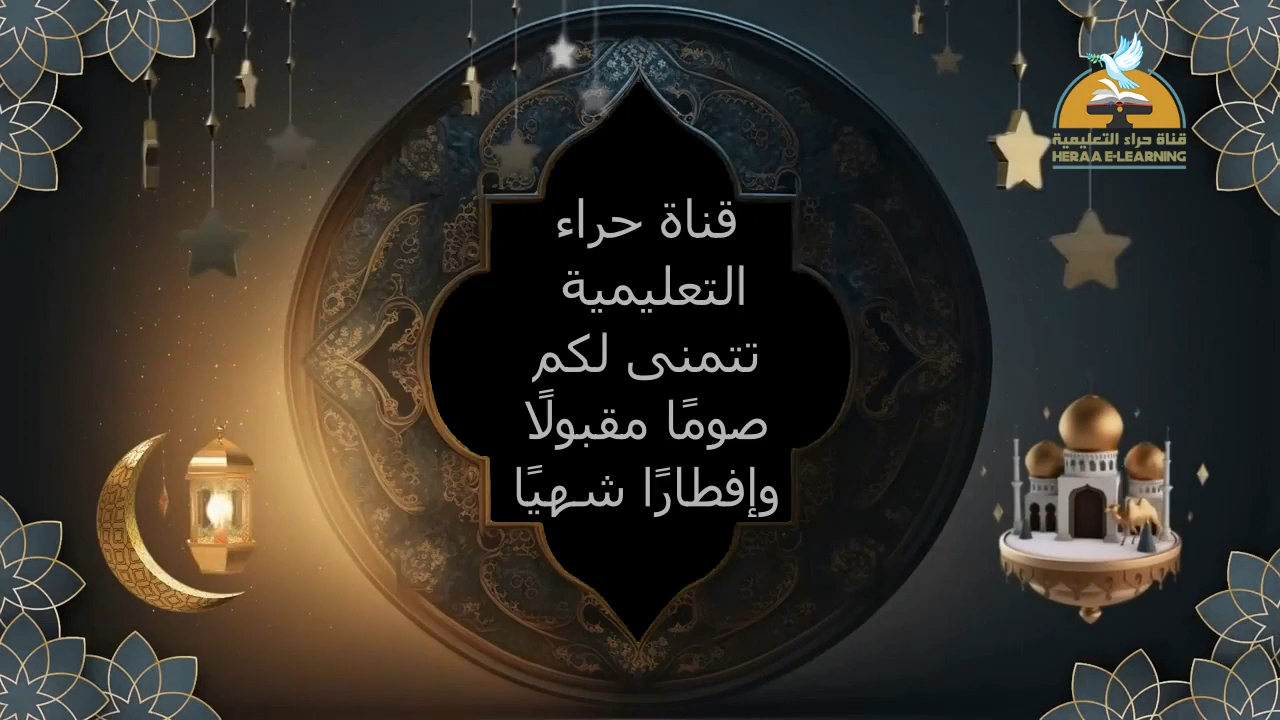 قناة حراء التعليمية
HERAA E-LEARNING
قناة حراء
التعليمية
تتمنى لكم
صومًا مقبولًا
وإفطارًا شهيًا